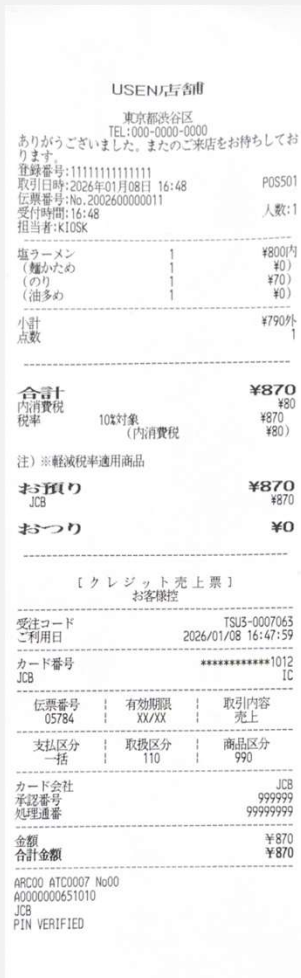 USEN店舗
東京都渋谷区
TEL:000-0000-0000
ありがうございました。またのご来店をお待ちしてお
ります。
登録番号:11111111111111
取引日時:2026年01月08日 16:48 POS501
伝票番号:No.2002600000011
受付時間:16:48 人数:1
担当者:KIOSK
塩ラーメン 1 ¥800内
(麺かため 1 ¥0)
(のり 1 ¥70)
(油多め 1 ¥0)
小計 ¥790外
点数 1
合計 ¥870
内消費税 ¥80
税率 10%対象 ¥870
(内消費税 ¥80)
注)※軽減税率適用商品
お預り ¥870
JCB ¥870
おつり ¥0
[クレジット売上票]
お客様控
受注コード TSU3-0007063
ご利用日 2026/01/08 16:47:59
カード番号 ************1012
JCB IC
伝票番号 ¦ 有効期限 ¦ 取引内容
05784 ¦ XX/XX ¦ 売上
支払区分 ¦ 取扱区分 ¦ 商品区分
一括 ¦ 110 ¦ 990
カード会社 JCB
承認番号 999999
処理通番 99999999
金額 ¥870
合計金額 ¥870
ARC00 ATC0007 No00
A0000000651010
JCB
PIN VERIFIED